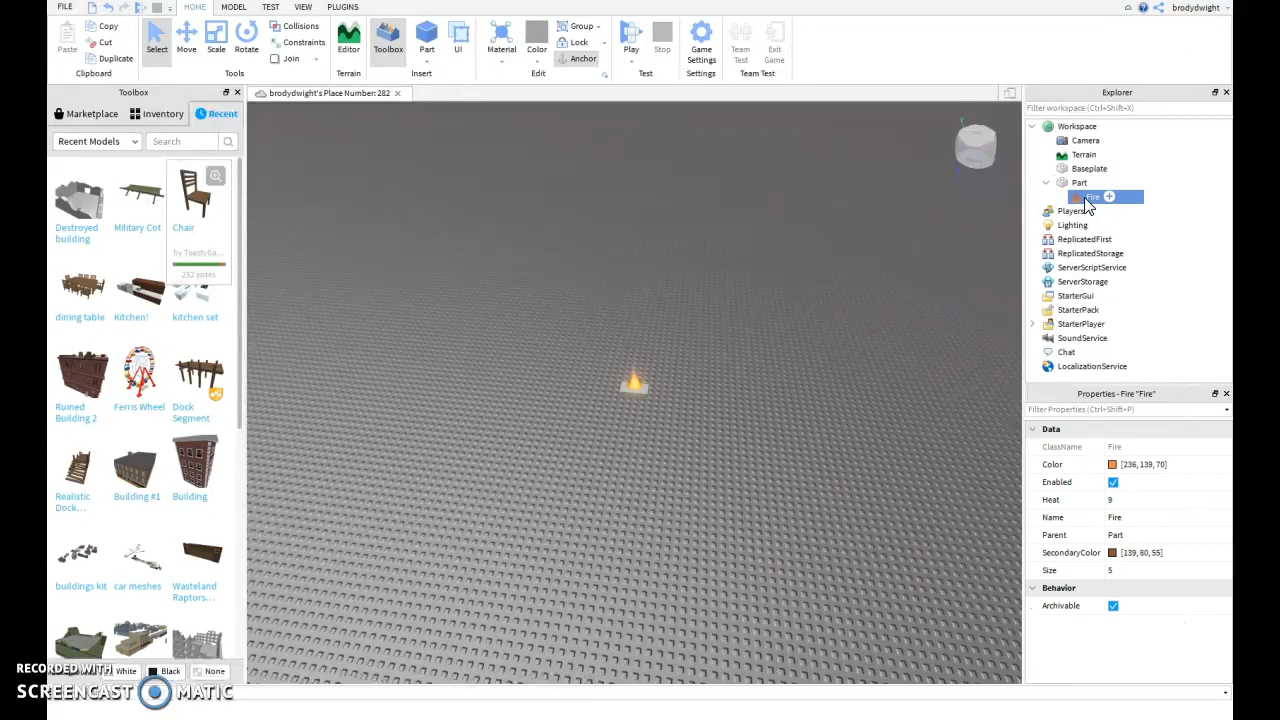 FILE HOME MODEL TEST VIEW PLUGINS brodydwight
Copy Collisions Group
Cut Constraints Lock
Paste Duplicate Select Move Scale Rotate Join Editor Toolbox Part UI Material Color Anchor Play Stop Game Settings Team Test Exit Game
Clipboard Tools Terrain Insert Edit Test Settings Team Test
Toolbox
brodydwight's Place Number: 282
Explorer
Marketplace Inventory Recent
Filter workspace (Ctrl+Shift+X)
Recent Models Search
Workspace
Camera
Terrain
Baseplate
Part
Fire
Players
Lighting
ReplicatedFirst
ReplicatedStorage
ServerScriptService
ServerStorage
StarterGui
StarterPack
StarterPlayer
SoundService
Chat
LocalizationService
Destroyed building
Military Cot
Chair
by ToastyGa...
252 votes
dining table
Kitchen!
kitchen set
Ruined Building 2
Ferris Wheel
Dock Segment
Realistic Dock...
Building #1
Building
buildings kit
car meshes
Wasteland Raptors...
White Black None
Properties - Fire "Fire"
Filter Properties (Ctrl+Shift+P)
Data
ClassName Fire
Color [236, 139, 70]
Enabled
Heat 9
Name Fire
Parent Part
SecondaryColor [139, 80, 55]
Size 5
Behavior
Archivable
RECORDED WITH
SCREENCAST MATIC